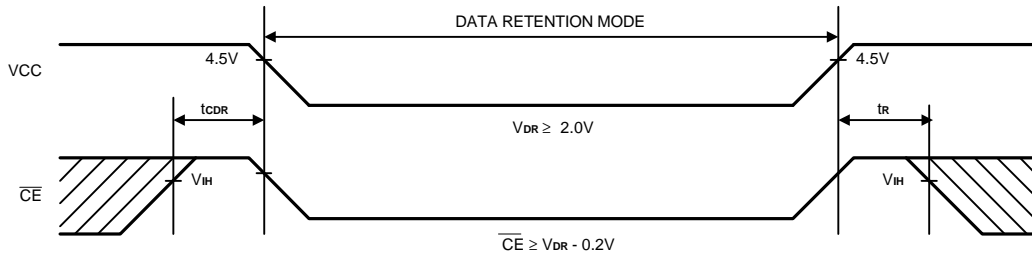 DATA RETENTION MODE
VCC
4.5V
4.5V
tCDR
VDR ≥ 2.0V
tR
CE
VIH
VIH
CE ≥ VDR - 0.2V